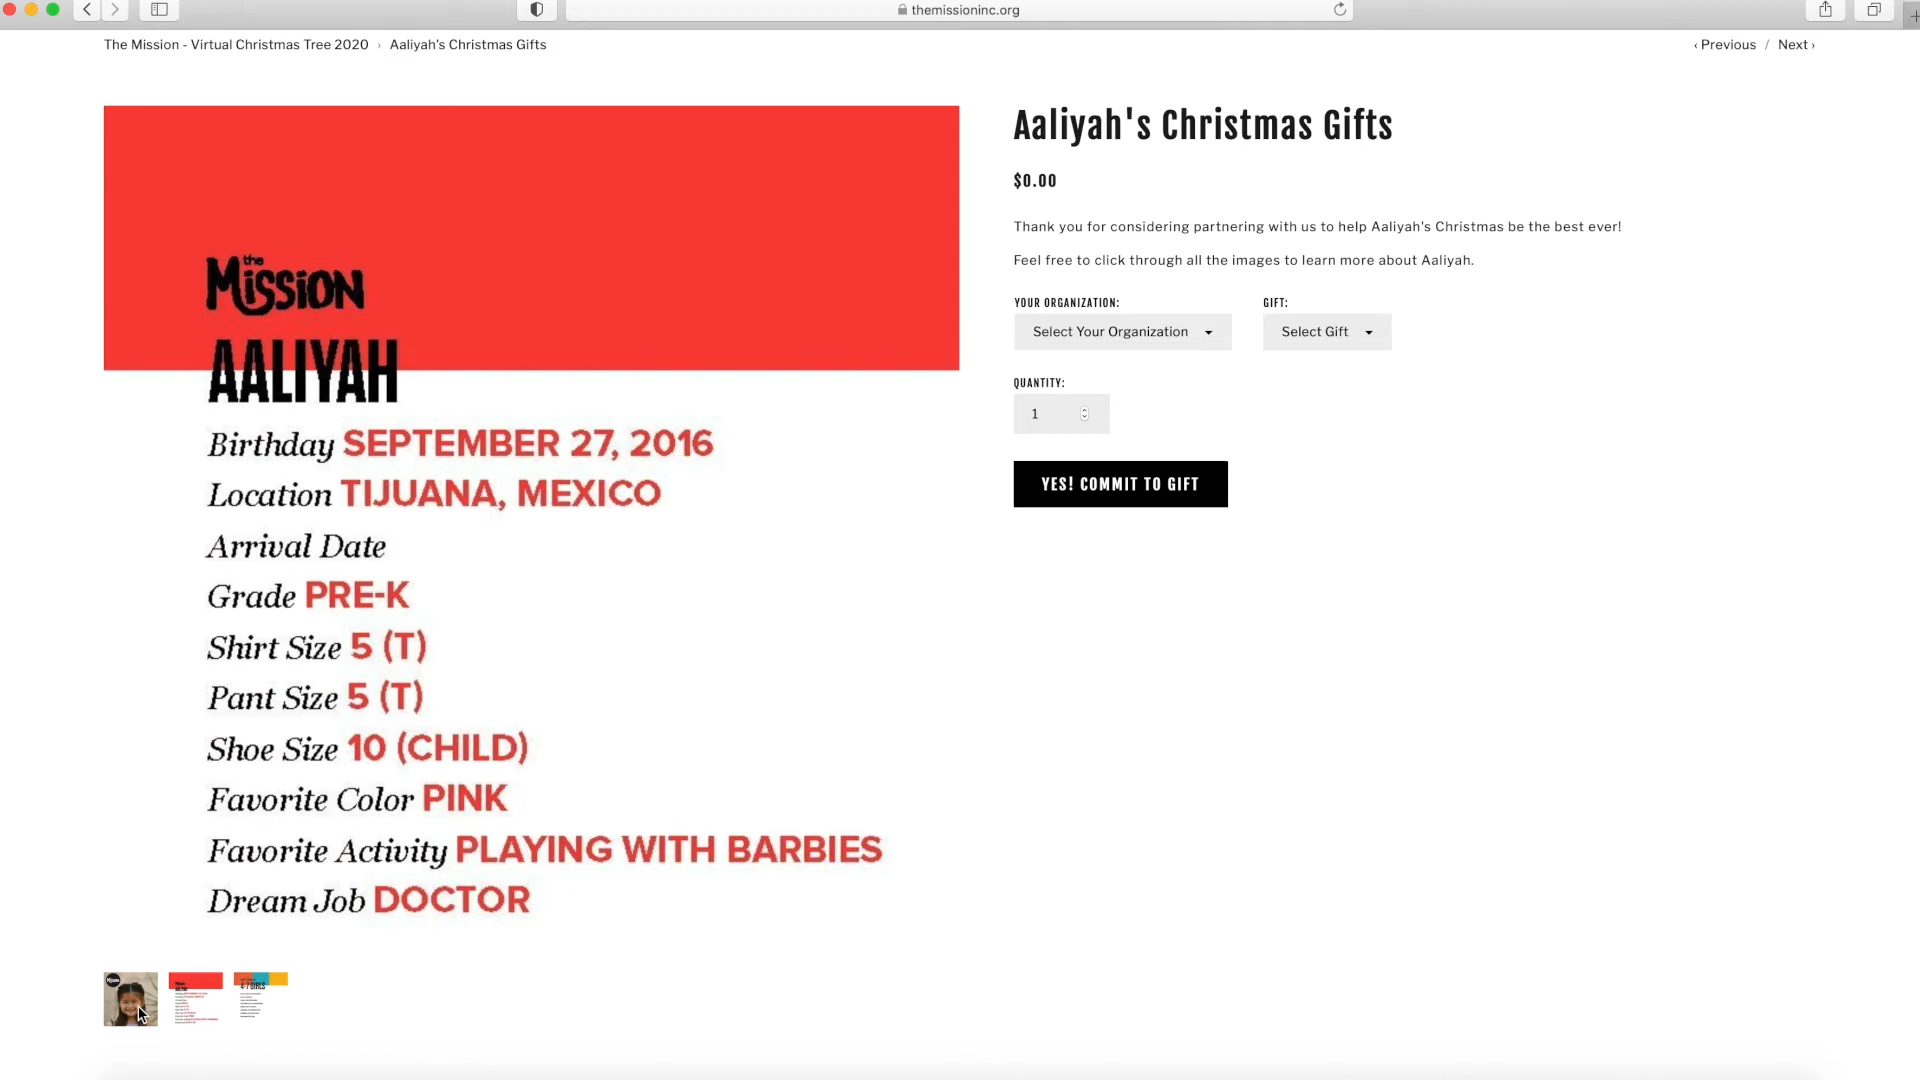 themissioninc.org
The Mission - Virtual Christmas Tree 2020 › Aaliyah's Christmas Gifts
‹ Previous / Next ›
the
Mission
AALIYAH
Birthday SEPTEMBER 27, 2016
Location TIJUANA, MEXICO
Arrival Date
Grade PRE-K
Shirt Size 5 (T)
Pant Size 5 (T)
Shoe Size 10 (CHILD)
Favorite Color PINK
Favorite Activity PLAYING WITH BARBIES
Dream Job DOCTOR
Aaliyah's Christmas Gifts
$0.00
Thank you for considering partnering with us to help Aaliyah's Christmas be the best ever!
Feel free to click through all the images to learn more about Aaliyah.
YOUR ORGANIZATION: GIFT:
Select Your Organization Select Gift
QUANTITY:
1
YES! COMMIT TO GIFT
4-7 GIRLS